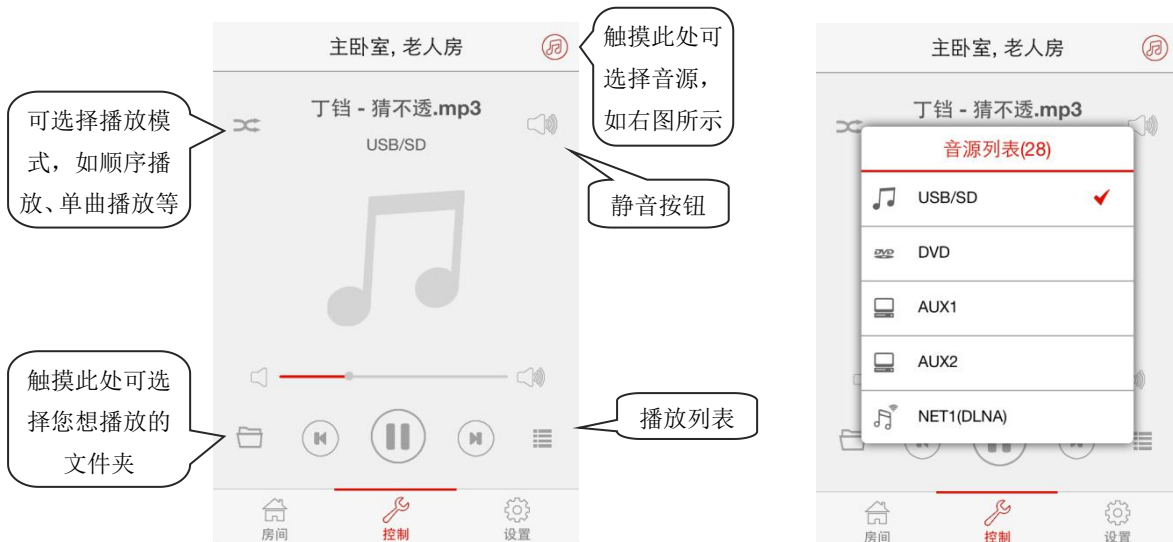 主卧室, 老人房
触摸此处可
选择音源，
如右图所示
可选择播放模
式，如顺序播
放、单曲播放等
丁铛 - 猜不透.mp3
USB/SD
静音按钮
触摸此处可选
择您想播放的
文件夹
播放列表
房间
控制
设置
主卧室, 老人房
丁铛 - 猜不透.mp3
音源列表(28)
USB/SD
DVD
DVD
AUX1
AUX2
NET1(DLNA)
房间
控制
设置